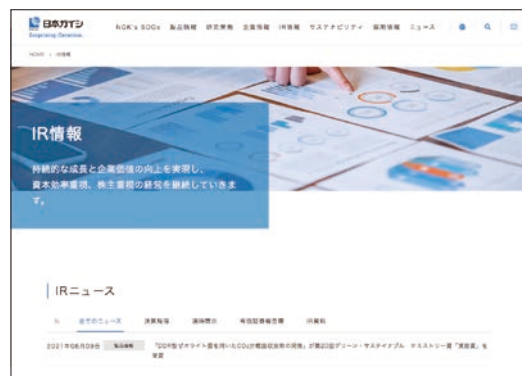 日本ガイシ
Surprising Ceramics.
NGK's SDGs 製品情報 研究開発 企業情報 IR情報 サステナビリティ 採用情報 ニュース
HOME > IR情報
IR情報
持続的な成長と企業価値の向上を実現し、
資本効率重視、株主重視の経営を継続していきま
す。
IRニュース
全てのニュース 決算短信 適時開示 有価証券報告書 IR資料
2021年06月09日 製品情報 「DDR型ゼオライト膜を用いたCO₂分離回収技術の開発」が第20回グリーン・サステイナブル ケミストリー賞「奨励賞」を
受賞